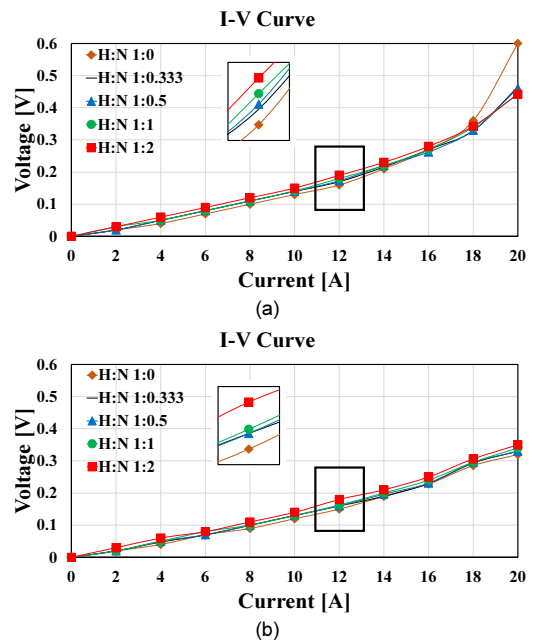 I-V Curve
Voltage [V]
0.6
0.5
0.4
0.3
0.2
0.1
0
H:N 1:0
H:N 1:0.333
H:N 1:0.5
H:N 1:1
H:N 1:2
0 2 4 6 8 10 12 14 16 18 20
Current [A]
(a)
I-V Curve
Voltage [V]
0.6
0.5
0.4
0.3
0.2
0.1
0
H:N 1:0
H:N 1:0.333
H:N 1:0.5
H:N 1:1
H:N 1:2
0 2 4 6 8 10 12 14 16 18 20
Current [A]
(b)